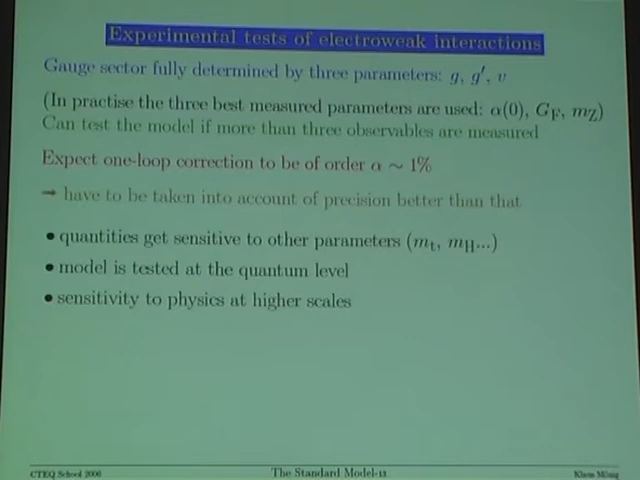 Experimental tests of electroweak interactions
Gauge sector fully determined by three parameters: g, g′, v
(In practise the three best measured parameters are used: α(0), G_F, m_Z)
Can test the model if more than three observables are measured
Expect one-loop correction to be of order α ∼ 1%
➞ have to be taken into account of precision better than that
• quantities get sensitive to other parameters (m_t, m_H...)
• model is tested at the quantum level
• sensitivity to physics at higher scales
CTEQ School 2006 The Standard Model-13 Klaus Mönig